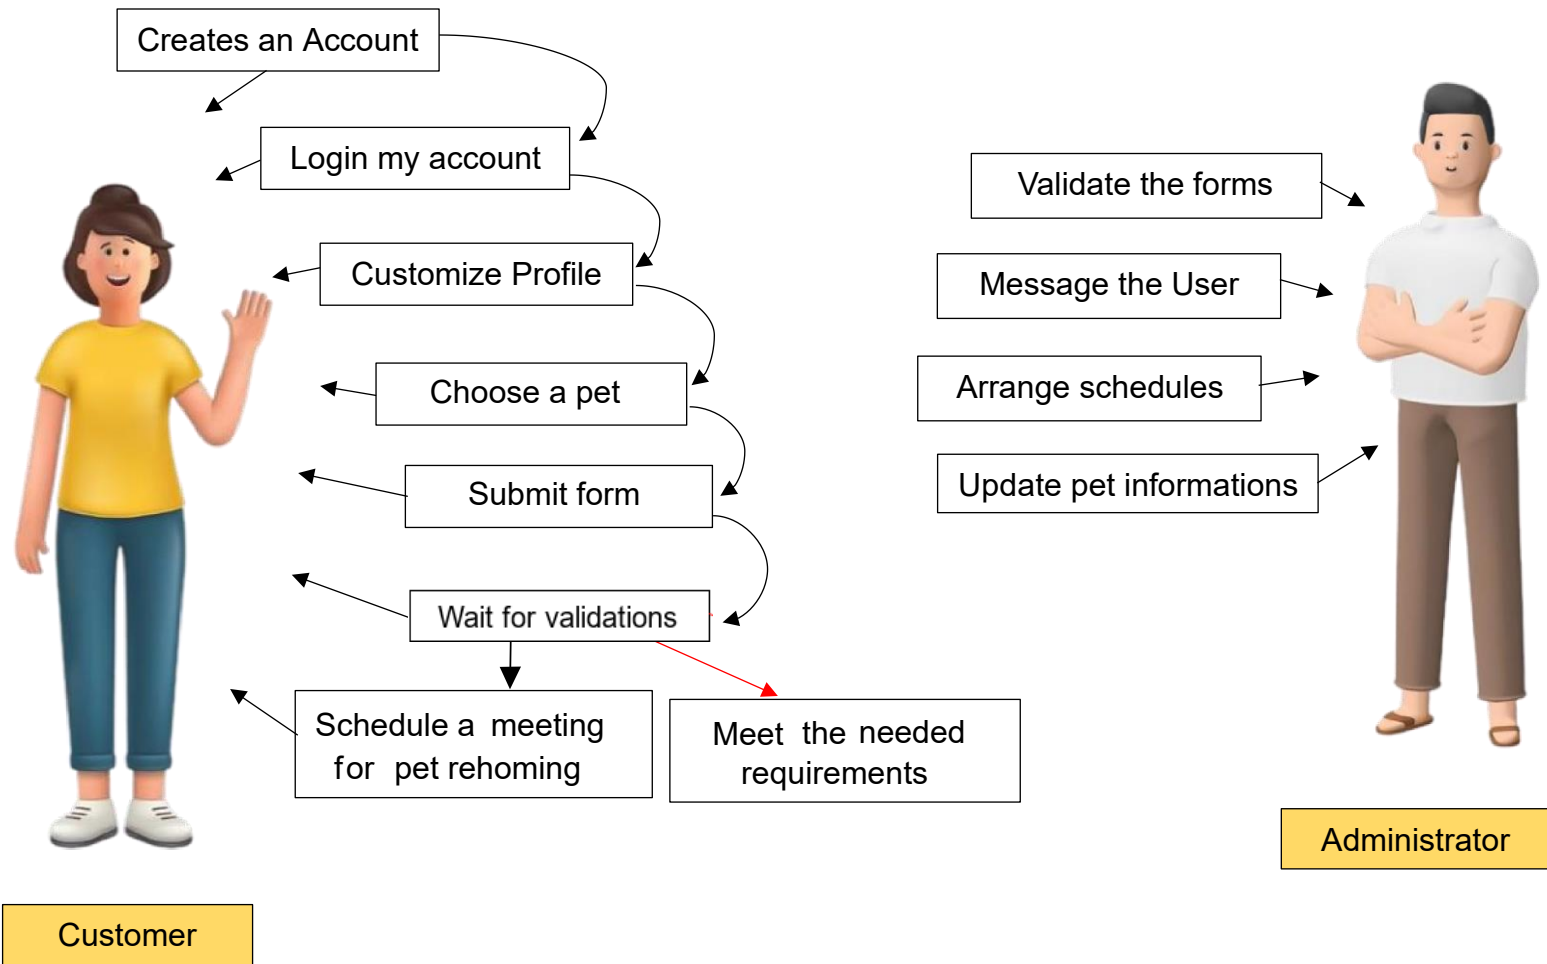 Creates an Account
Login my account
Customize Profile
Choose a pet
Submit form
Wait for validations
Schedule a meeting
for pet rehoming
Meet the needed
requirements
Customer
Validate the forms
Message the User
Arrange schedules
Update pet informations
Administrator